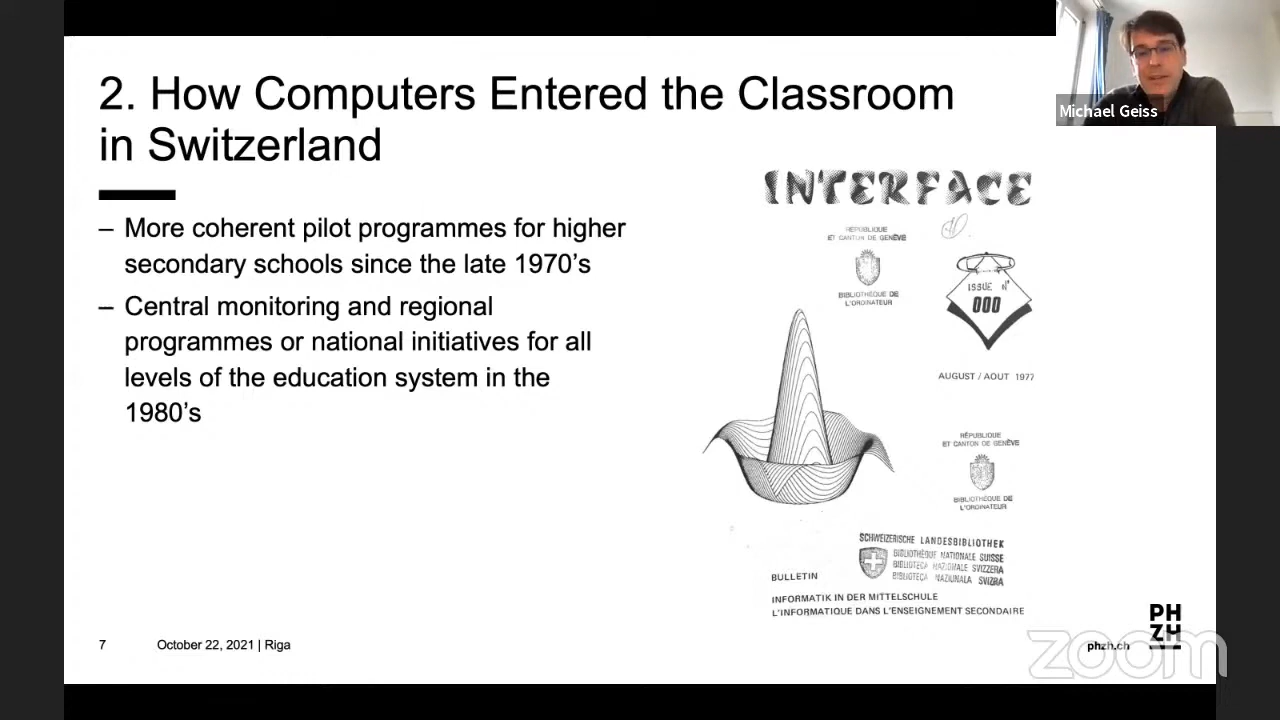 2. How Computers Entered the Classroom
in Switzerland
– More coherent pilot programmes for higher
secondary schools since the late 1970’s
– Central monitoring and regional
programmes or national initiatives for all
levels of the education system in the
1980’s
INTERFACE
RÉPUBLIQUE
ET CANTON DE GENÈVE
BIBLIOTHÈQUE DE
L'ORDINATEUR
ISSUE N°
000
AUGUST / AOUT 1977
RÉPUBLIQUE
ET CANTON DE GENÈVE
BIBLIOTHÈQUE DE
L'ORDINATEUR
SCHWEIZERISCHE LANDESBIBLIOTHEK
BIBLIOTHÈQUE NATIONALE SUISSE
BIBLIOTECA NAZIONALE SVIZZERA
BIBLIOTECA NAZIUNALA SVIZRA
BULLETIN
INFORMATIK IN DER MITTELSCHULE
L'INFORMATIQUE DANS L'ENSEIGNEMENT SECONDAIRE
7 October 22, 2021 | Riga
phzh.ch
PH
ZH
zoom
Michael Geiss